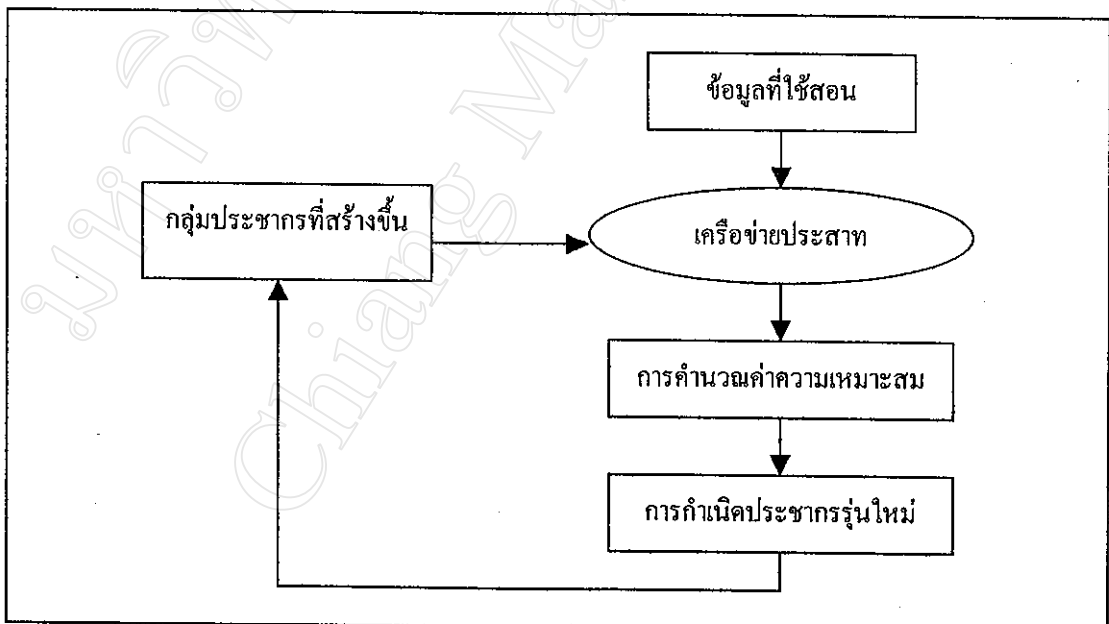 ข้อมูลที่ใช้สอน
กลุ่มประชากรที่สร้างขึ้น
เครือข่ายประสาท
การคำนวณค่าความเหมาะสม
การกำเนิดประชากรรุ่นใหม่
Chiang Ma